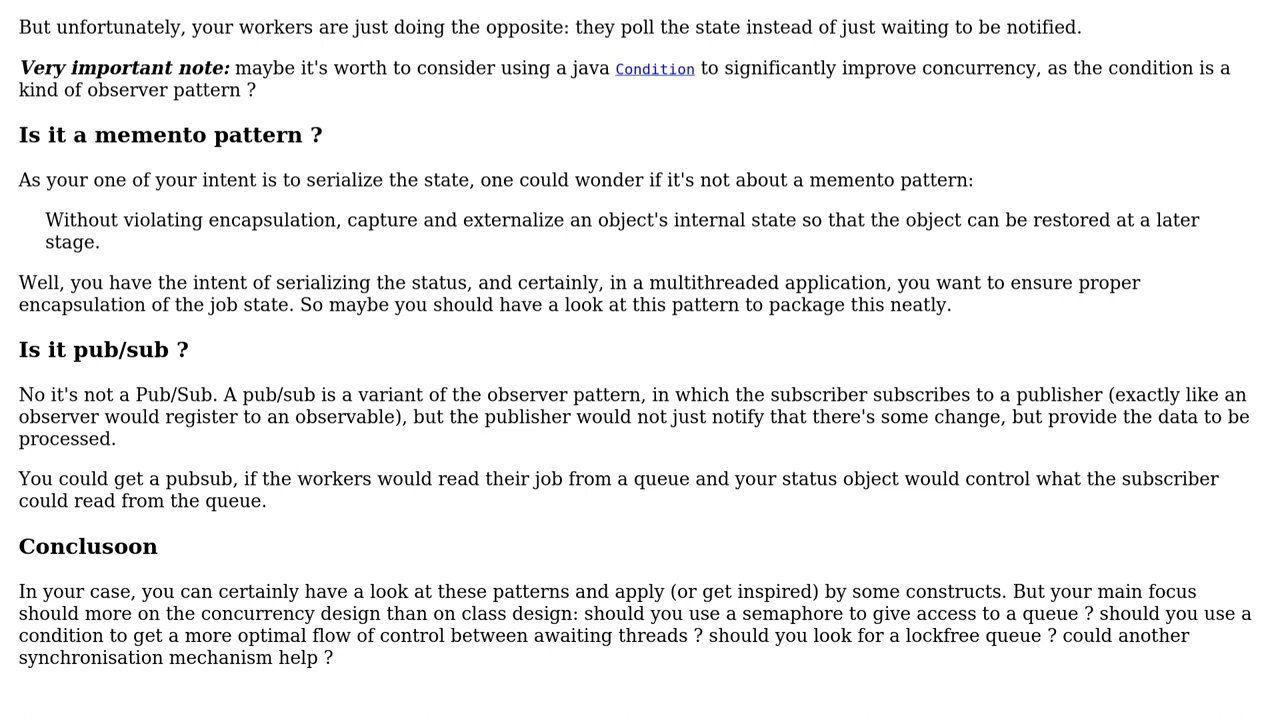 But unfortunately, your workers are just doing the opposite: they poll the state instead of just waiting to be notified.
Very important note: maybe it's worth to consider using a java Condition to significantly improve concurrency, as the condition is a
kind of observer pattern ?
Is it a memento pattern ?
As your one of your intent is to serialize the state, one could wonder if it's not about a memento pattern:
Without violating encapsulation, capture and externalize an object's internal state so that the object can be restored at a later
stage.
Well, you have the intent of serializing the status, and certainly, in a multithreaded application, you want to ensure proper
encapsulation of the job state. So maybe you should have a look at this pattern to package this neatly.
Is it pub/sub ?
No it's not a Pub/Sub. A pub/sub is a variant of the observer pattern, in which the subscriber subscribes to a publisher (exactly like an
observer would register to an observable), but the publisher would not just notify that there's some change, but provide the data to be
processed.
You could get a pubsub, if the workers would read their job from a queue and your status object would control what the subscriber
could read from the queue.
Conclusoon
In your case, you can certainly have a look at these patterns and apply (or get inspired) by some constructs. But your main focus
should more on the concurrency design than on class design: should you use a semaphore to give access to a queue ? should you use a
condition to get a more optimal flow of control between awaiting threads ? should you look for a lockfree queue ? could another
synchronisation mechanism help ?